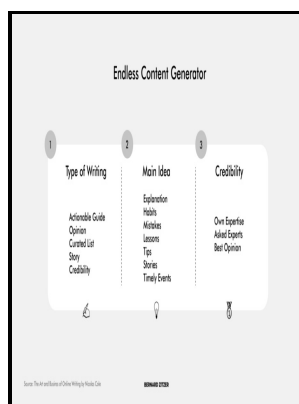 Endless Content Generator
1
Type of Writing
Actionable Guide
Opinion
Curated List
Story
Credibility
2
Main Idea
Explanation
Habits
Mistakes
Lessons
Tips
Stories
Timely Events
3
Credibility
Own Expertise
Asked Experts
Best Opinion
Source: The Art and Business of Online Writing by Nicolas Cole